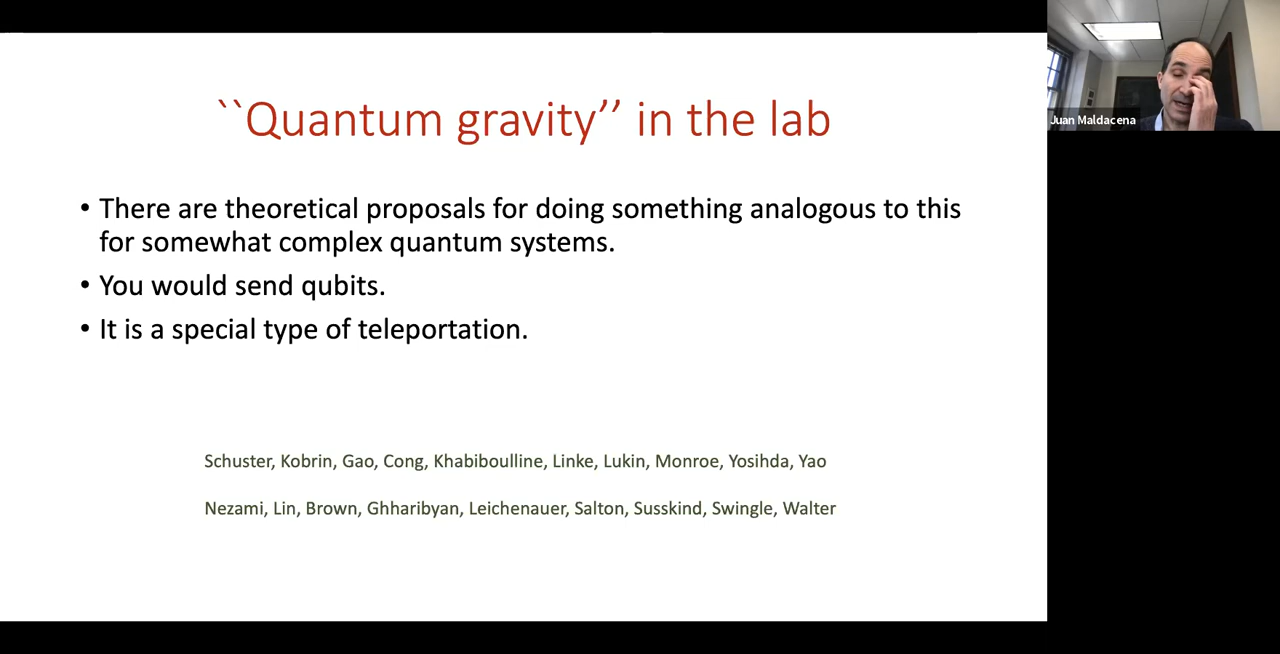 ``Quantum gravity’’ in the lab
• There are theoretical proposals for doing something analogous to this
for somewhat complex quantum systems.
• You would send qubits.
• It is a special type of teleportation.
Schuster, Kobrin, Gao, Cong, Khabiboulline, Linke, Lukin, Monroe, Yosihda, Yao
Nezami, Lin, Brown, Ghharibyan, Leichenauer, Salton, Susskind, Swingle, Walter
Juan Maldacena